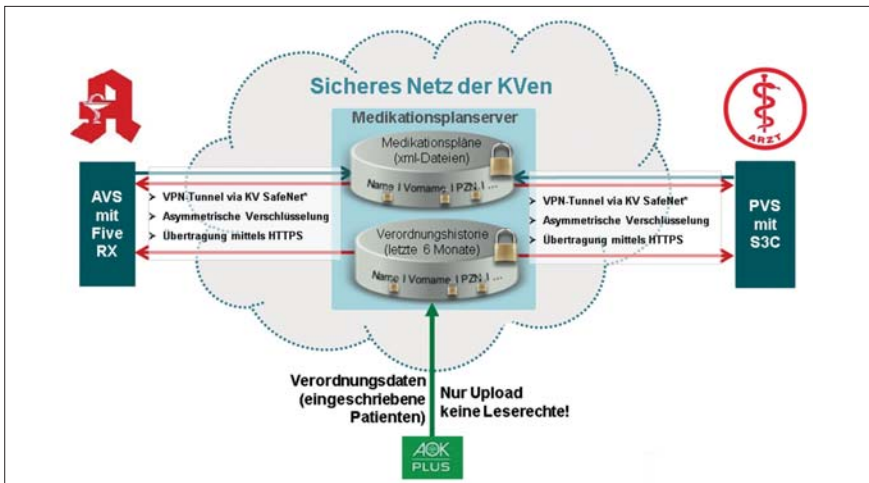 Sicheres Netz der KVen
Medikationsplanserver
Medikationspläne
(xml-Dateien)
Name I Vorname I PZN I ...
Verordnungshistorie
(letzte 6 Monate)
Name I Vorname I PZN I ...
AVS
mit
Five
RX
➢ VPN-Tunnel via KV SafeNet*
➢ Asymmetrische Verschlüsselung
➢ Übertragung mittels HTTPS
➢ VPN-Tunnel via KV SafeNet*
➢ Asymmetrische Verschlüsselung
➢ Übertragung mittels HTTPS
ARZT
PVS
mit
S3C
Verordnungsdaten
(eingeschriebene
Patienten)
Nur Upload
keine Leserechte!
AOK
PLUS